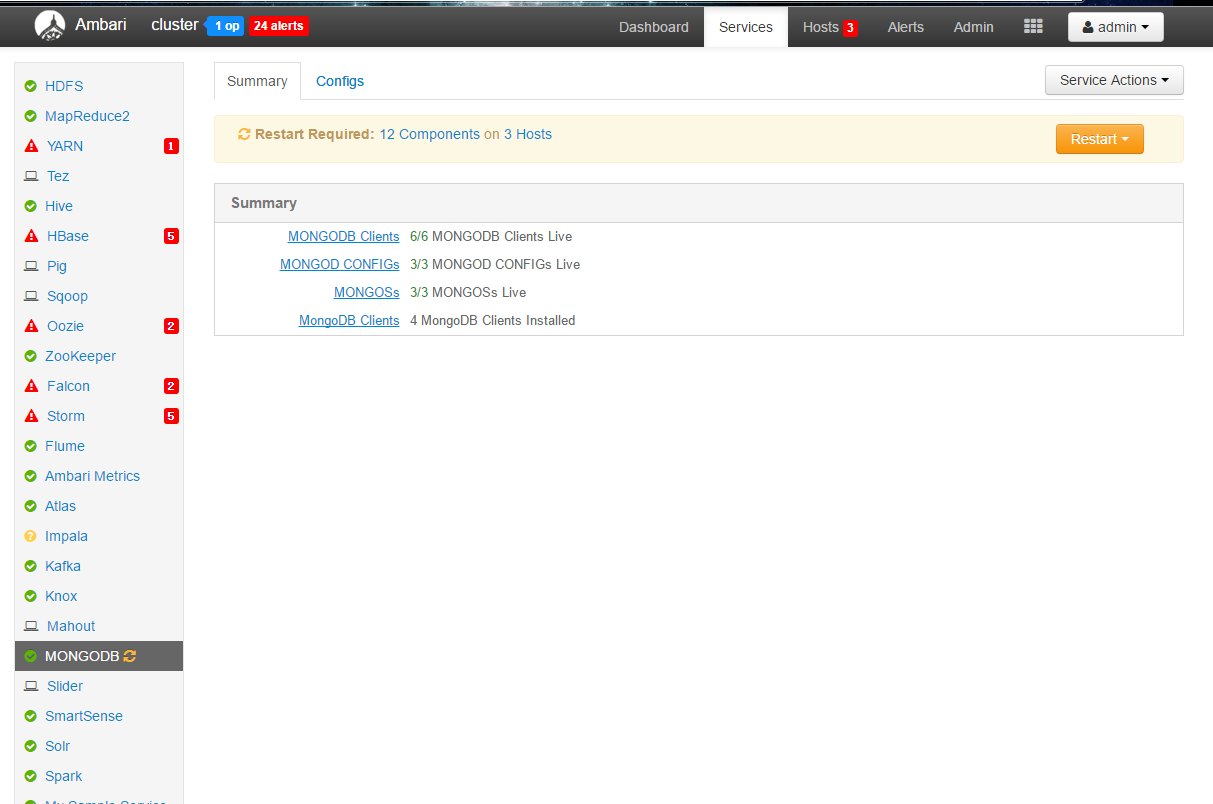 Ambari cluster 1 op 24 alerts Dashboard Services Hosts 3 Alerts Admin admin
Summary Configs Service Actions
Restart Required: 12 Components on 3 Hosts Restart
Summary
MONGODB Clients 6/6 MONGODB Clients Live
MONGOD CONFIGs 3/3 MONGOD CONFIGs Live
MONGOSs 3/3 MONGOSs Live
MongoDB Clients 4 MongoDB Clients Installed
HDFS
MapReduce2
YARN 1
Tez
Hive
HBase 5
Pig
Sqoop
Oozie 2
ZooKeeper
Falcon 2
Storm 5
Flume
Ambari Metrics
Atlas
Impala
Kafka
Knox
Mahout
MONGODB
Slider
SmartSense
Solr
Spark
My Sample Service